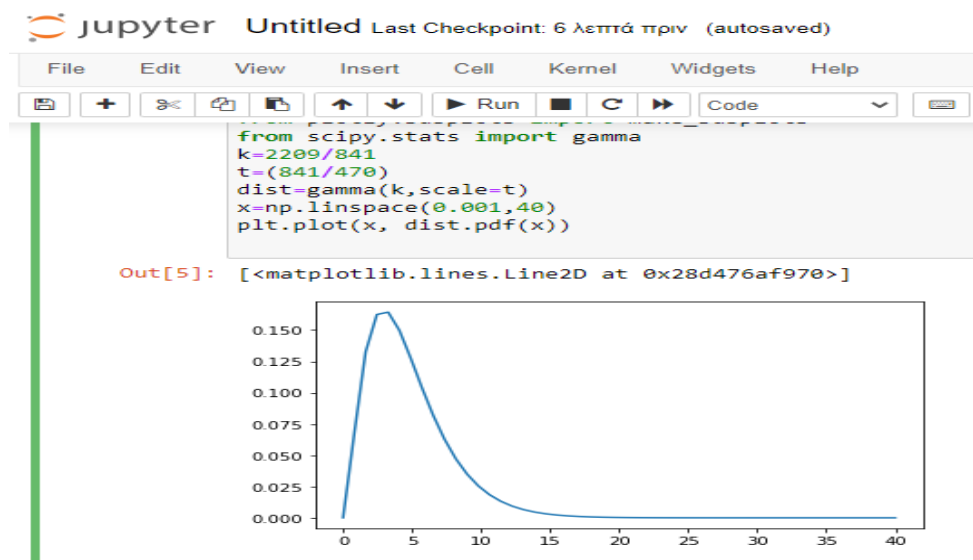 jupyter Untitled Last Checkpoint: 6 λεπτά πριν (autosaved)
File Edit View Insert Cell Kernel Widgets Help
Run Code
from scipy.stats import gamma
k=2209/841
t=(841/470)
dist=gamma(k,scale=t)
x=np.linspace(0.001,40)
plt.plot(x, dist.pdf(x))
Out[5]: [<matplotlib.lines.Line2D at 0x28d476af970>]
0.150
0.125
0.100
0.075
0.050
0.025
0.000
0 5 10 15 20 25 30 35 40